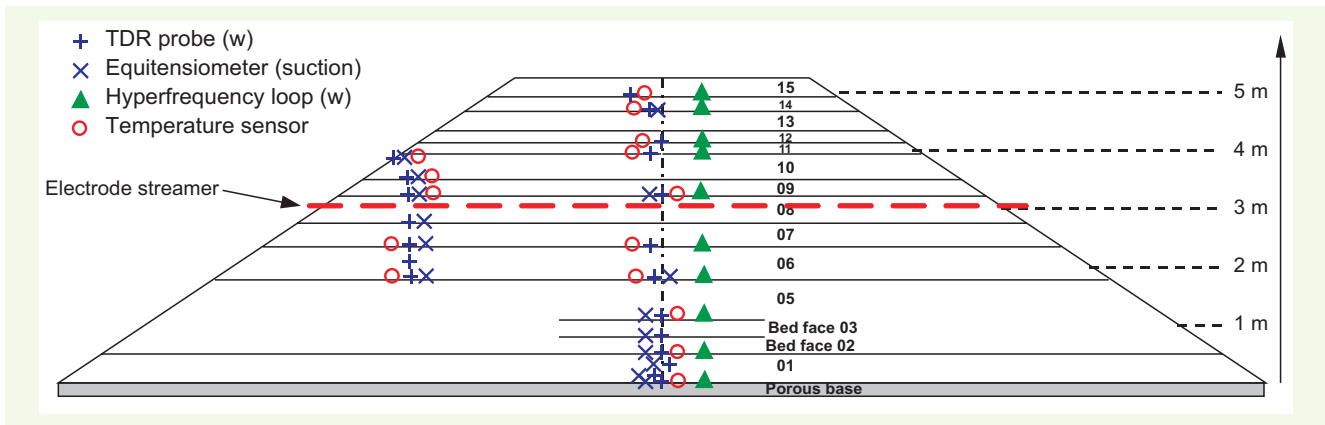 TDR probe (w)
Equitensiometer (suction)
Hyperfrequency loop (w)
Temperature sensor
Electrode streamer
15
14
13
12
11
10
09
08
07
06
05
Bed face 03
Bed face 02
01
Porous base
5 m
4 m
3 m
2 m
1 m